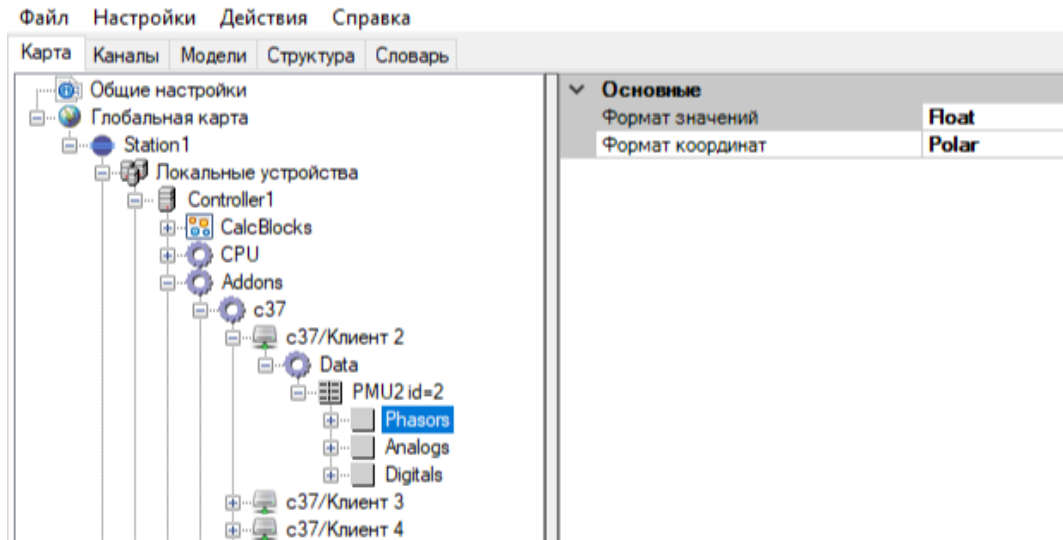 Файл Настройки Действия Справка
Карта Каналы Модели Структура Словарь
Общие настройки
Глобальная карта
Station1
Локальные устройства
Controller1
CalcBlocks
CPU
Addons
c37
c37/Клиент 2
Data
PMU2 id=2
Phasors
Analogs
Digitals
c37/Клиент 3
c37/Клиент 4
Основные
Формат значений Float
Формат координат Polar